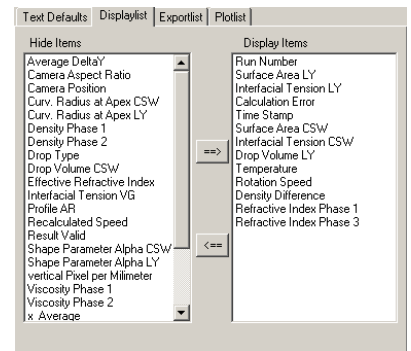 Text Defaults Displaylist Exportlist Plotlist
Hide Items
Average DeltaY
Camera Aspect Ratio
Camera Position
Curv. Radius at Apex CSW
Curv. Radius at Apex LY
Density Phase 1
Density Phase 2
Drop Type
Drop Volume CSW
Effective Refractive Index
Interfacial Tension VG
Profile AR
Recalculated Speed
Result Valid
Shape Parameter Alpha CSW
Shape Parameter Alpha LY
vertical Pixel per Milimeter
Viscosity Phase 1
Viscosity Phase 2
x Average
==>
<==
Display Items
Run Number
Surface Area LY
Interfacial Tension LY
Calculation Error
Time Stamp
Surface Area CSW
Interfacial Tension CSW
Drop Volume LY
Temperature
Rotation Speed
Density Difference
Refractive Index Phase 1
Refractive Index Phase 3